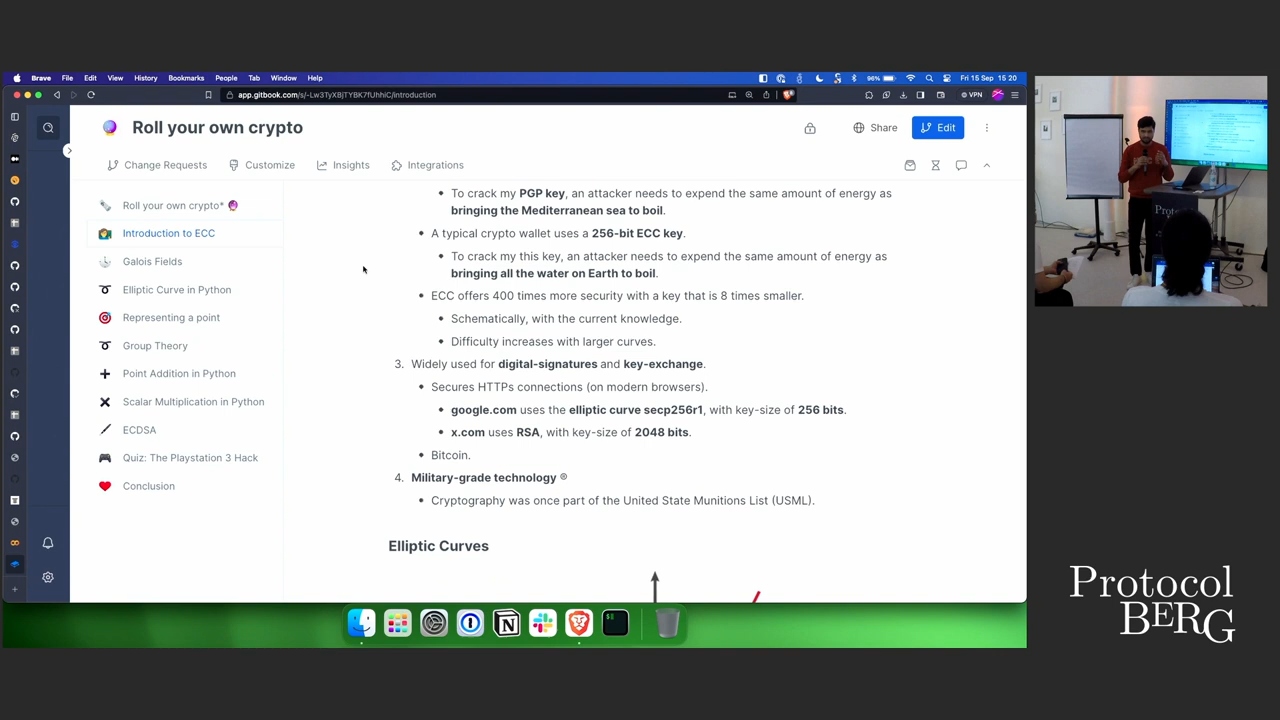 Brave File Edit View History Bookmarks People Tab Window Help
96% Fri 15 Sep 15 20
app.gitbook.com/s/-Lw3TyXBjTYBK7fUhhiC/introduction
VPN
Roll your own crypto
Share
Edit
Change Requests
Customize
Insights
Integrations
Roll your own crypto*
Introduction to ECC
Galois Fields
Elliptic Curve in Python
Representing a point
Group Theory
Point Addition in Python
Scalar Multiplication in Python
ECDSA
Quiz: The Playstation 3 Hack
Conclusion
To crack my PGP key, an attacker needs to expend the same amount of energy as
bringing the Mediterranean sea to boil.
A typical crypto wallet uses a 256-bit ECC key.
To crack my this key, an attacker needs to expend the same amount of energy as
bringing all the water on Earth to boil.
ECC offers 400 times more security with a key that is 8 times smaller.
Schematically, with the current knowledge.
Difficulty increases with larger curves.
3. Widely used for digital-signatures and key-exchange.
Secures HTTPs connections (on modern browsers).
google.com uses the elliptic curve secp256r1, with key-size of 256 bits.
x.com uses RSA, with key-size of 2048 bits.
Bitcoin.
4. Military-grade technology ®
Cryptography was once part of the United State Munitions List (USML).
Elliptic Curves
Protocol
BERG